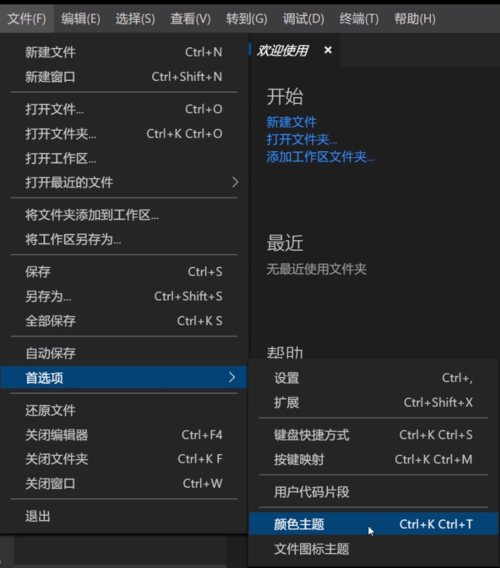 文件(F) 编辑(E) 选择(S) 查看(V) 转到(G) 调试(D) 终端(T) 帮助(H)
新建文件 Ctrl+N
新建窗口 Ctrl+Shift+N
打开文件... Ctrl+O
打开文件夹... Ctrl+K Ctrl+O
打开工作区...
打开最近的文件
将文件夹添加到工作区...
将工作区另存为...
保存 Ctrl+S
另存为... Ctrl+Shift+S
全部保存 Ctrl+K S
自动保存
首选项
还原文件
关闭编辑器 Ctrl+F4
关闭文件夹 Ctrl+K F
关闭窗口 Ctrl+W
退出
欢迎使用 ×
开始
新建文件
打开文件夹...
添加工作区文件夹...
最近
无最近使用文件夹
帮助
设置 Ctrl+,
扩展 Ctrl+Shift+X
键盘快捷方式 Ctrl+K Ctrl+S
按键映射 Ctrl+K Ctrl+M
用户代码片段
颜色主题 Ctrl+K Ctrl+T
文件图标主题